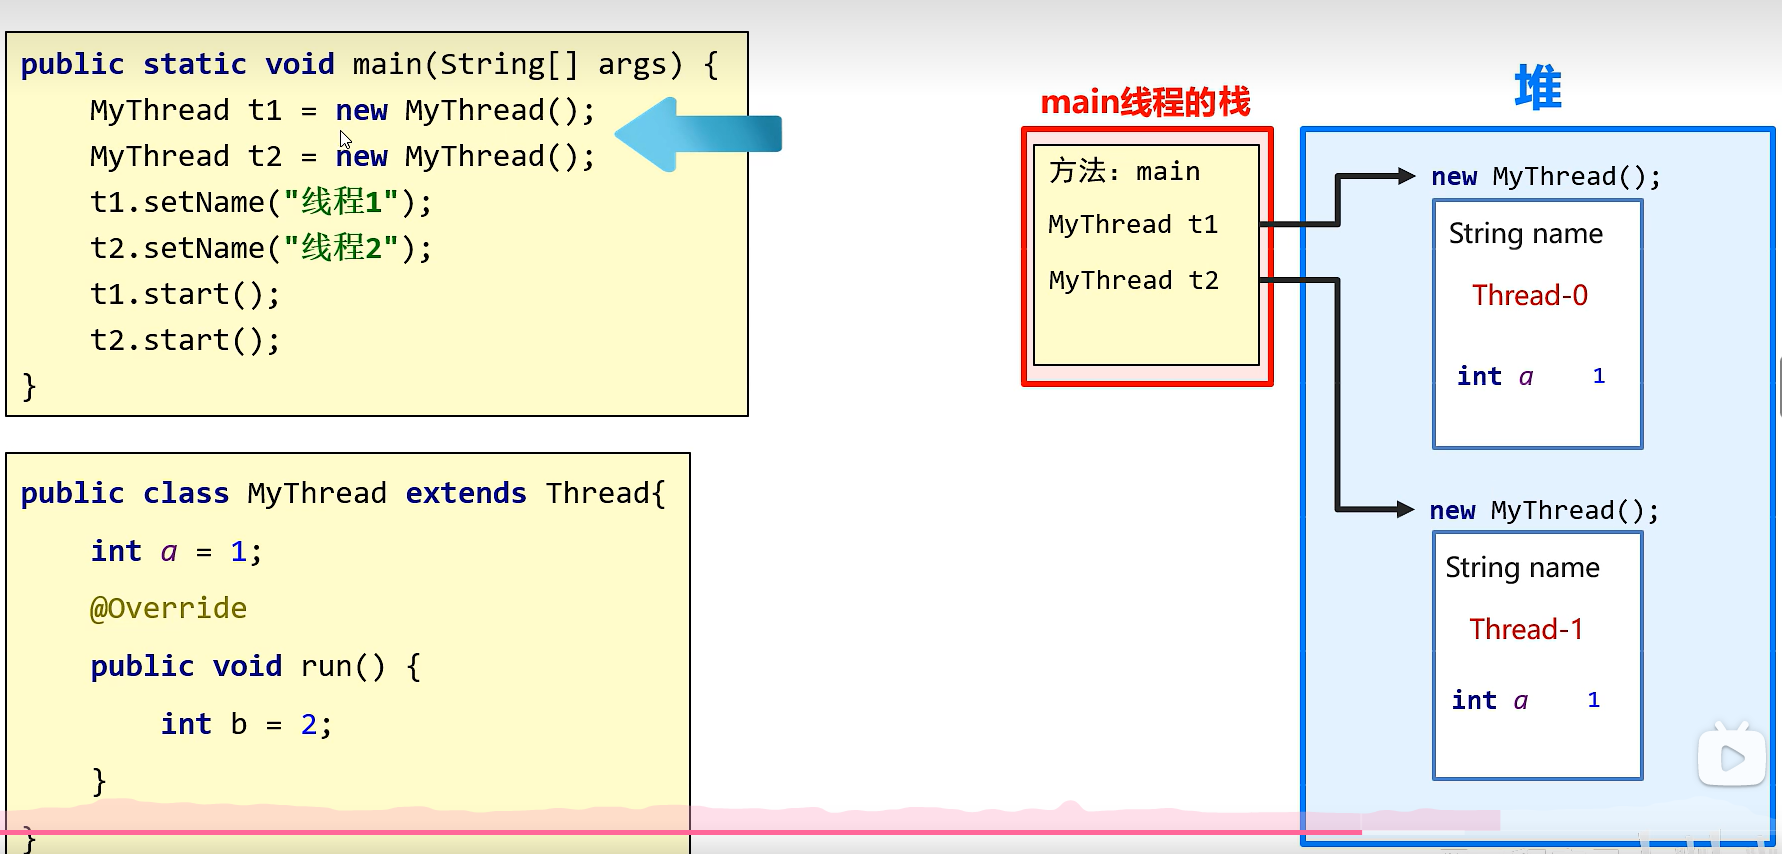 public static void main(String[] args) {
MyThread t1 = new MyThread();
MyThread t2 = new MyThread();
t1.setName("线程1");
t2.setName("线程2");
t1.start();
t2.start();
}
public class MyThread extends Thread{
int a = 1;
@Override
public void run() {
int b = 2;
}
}
main线程的栈
方法: main
MyThread t1
MyThread t2
堆
new MyThread();
String name
Thread-0
int a 1
new MyThread();
String name
Thread-1
int a 1